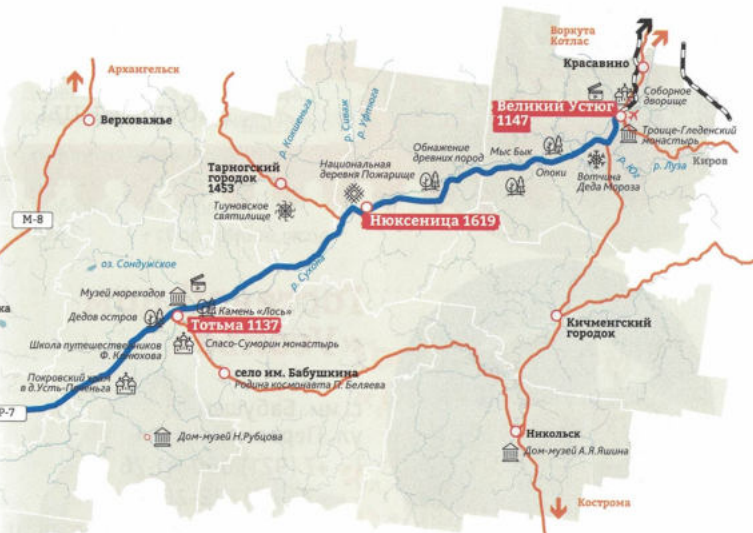 Воркута
Котлас
Архангельск
Красавино
Великий Устюг
1147
Соборное
дворище
Верховажье
р. Кокшеньга
р. Сиваж
р. Уфтюга
Троице-Гледенский
монастырь
Обнажение
древних пород
Мыс Бык
Тарногский
городок
1453
Национальная
деревня Пожарище
Опоки
Вотчина
Деда Мороза
р. Юг
р. Луза
Киров
Тиуновское
святилище
М-8
Нюксеница 1619
оз. Сондужское
р. Сухона
Музей мореходов
ка
Дедов остров
Камень «Лось»
Тотьма 1137
Кичменгский
городок
Школа путешественников
Ф. Конюхова
Спасо-Суморин монастырь
Покровский храм
в д.Усть-Печеньга
село им. Бабушкина
Родина космонавта П. Беляева
Р-7
Дом-музей Н.Рубцова
Никольск
Дом-музей А.Я.Яшина
Кострома